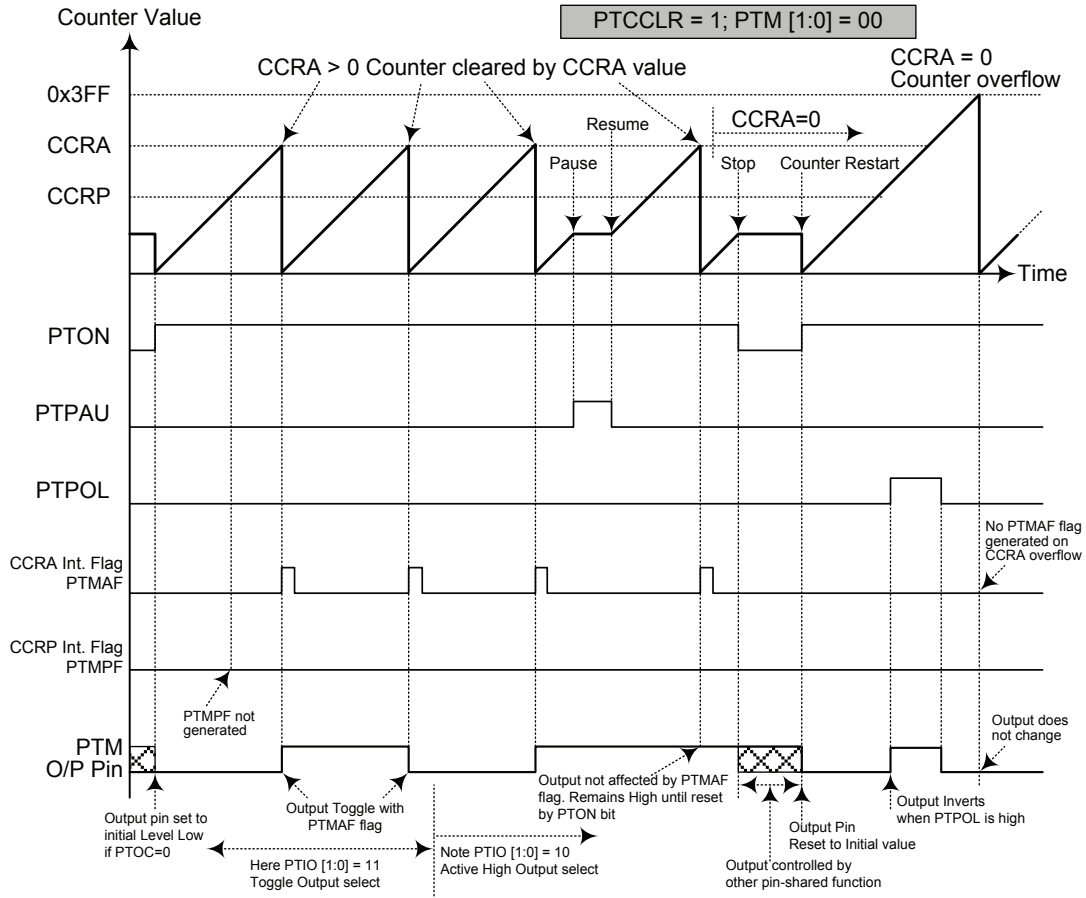 Counter Value
PTCCLR = 1; PTM [1:0] = 00
CCRA > 0 Counter cleared by CCRA value
CCRA = 0
Counter overflow
0x3FF
CCRA
CCRP
Resume
CCRA=0
Pause
Stop
Counter Restart
Time
PTON
PTPAU
PTPOL
CCRA Int. Flag
PTMAF
No PTMAF flag
generated on
CCRA overflow
CCRP Int. Flag
PTMPF
PTMPF not
generated
PTM
O/P Pin
Output does
not change
Output pin set to
initial Level Low
if PTOC=0
Output Toggle with
PTMAF flag
Output not affected by PTMAF
flag. Remains High until reset
by PTON bit
Output Inverts
when PTPOL is high
Output Pin
Reset to Initial value
Here PTIO [1:0] = 11
Toggle Output select
Note PTIO [1:0] = 10
Active High Output select
Output controlled by
other pin-shared function